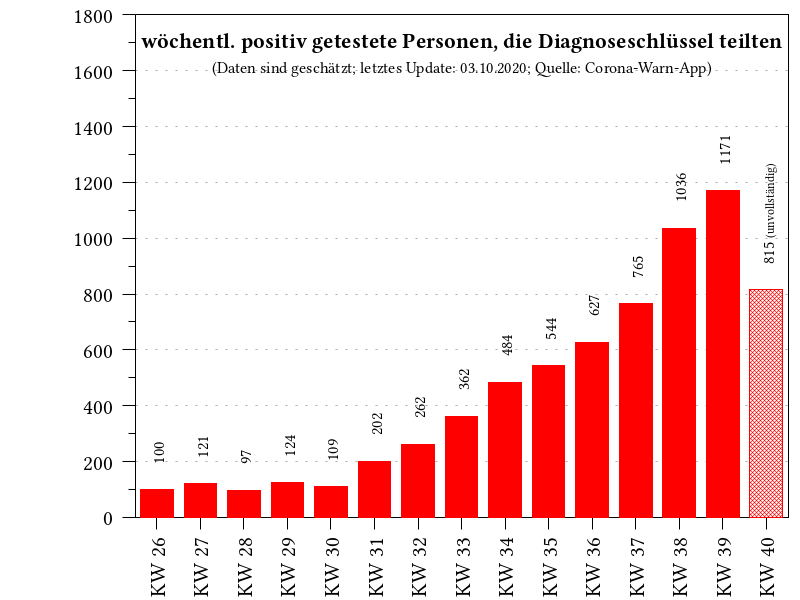 wöchentl. positiv getestete Personen, die Diagnoseschlüssel teilten
(Daten sind geschätzt; letztes Update: 03.10.2020; Quelle: Corona-Warn-App)
1800
1600
1400
1200
1000
800
600
400
200
0
100
121
97
124
109
202
262
362
484
544
627
765
1036
1171
815 (unvollständig)
KW 26
KW 27
KW 28
KW 29
KW 30
KW 31
KW 32
KW 33
KW 34
KW 35
KW 36
KW 37
KW 38
KW 39
KW 40